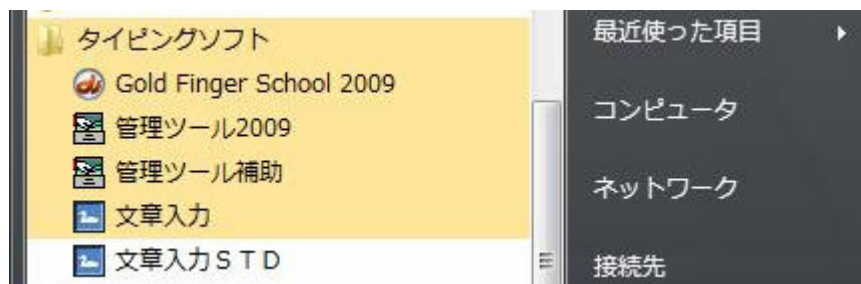 タイピングソフト
Gold Finger School 2009
管理ツール2009
管理ツール補助
文章入力
文章入力ＳＴＤ
最近使った項目
コンピュータ
ネットワーク
接続先